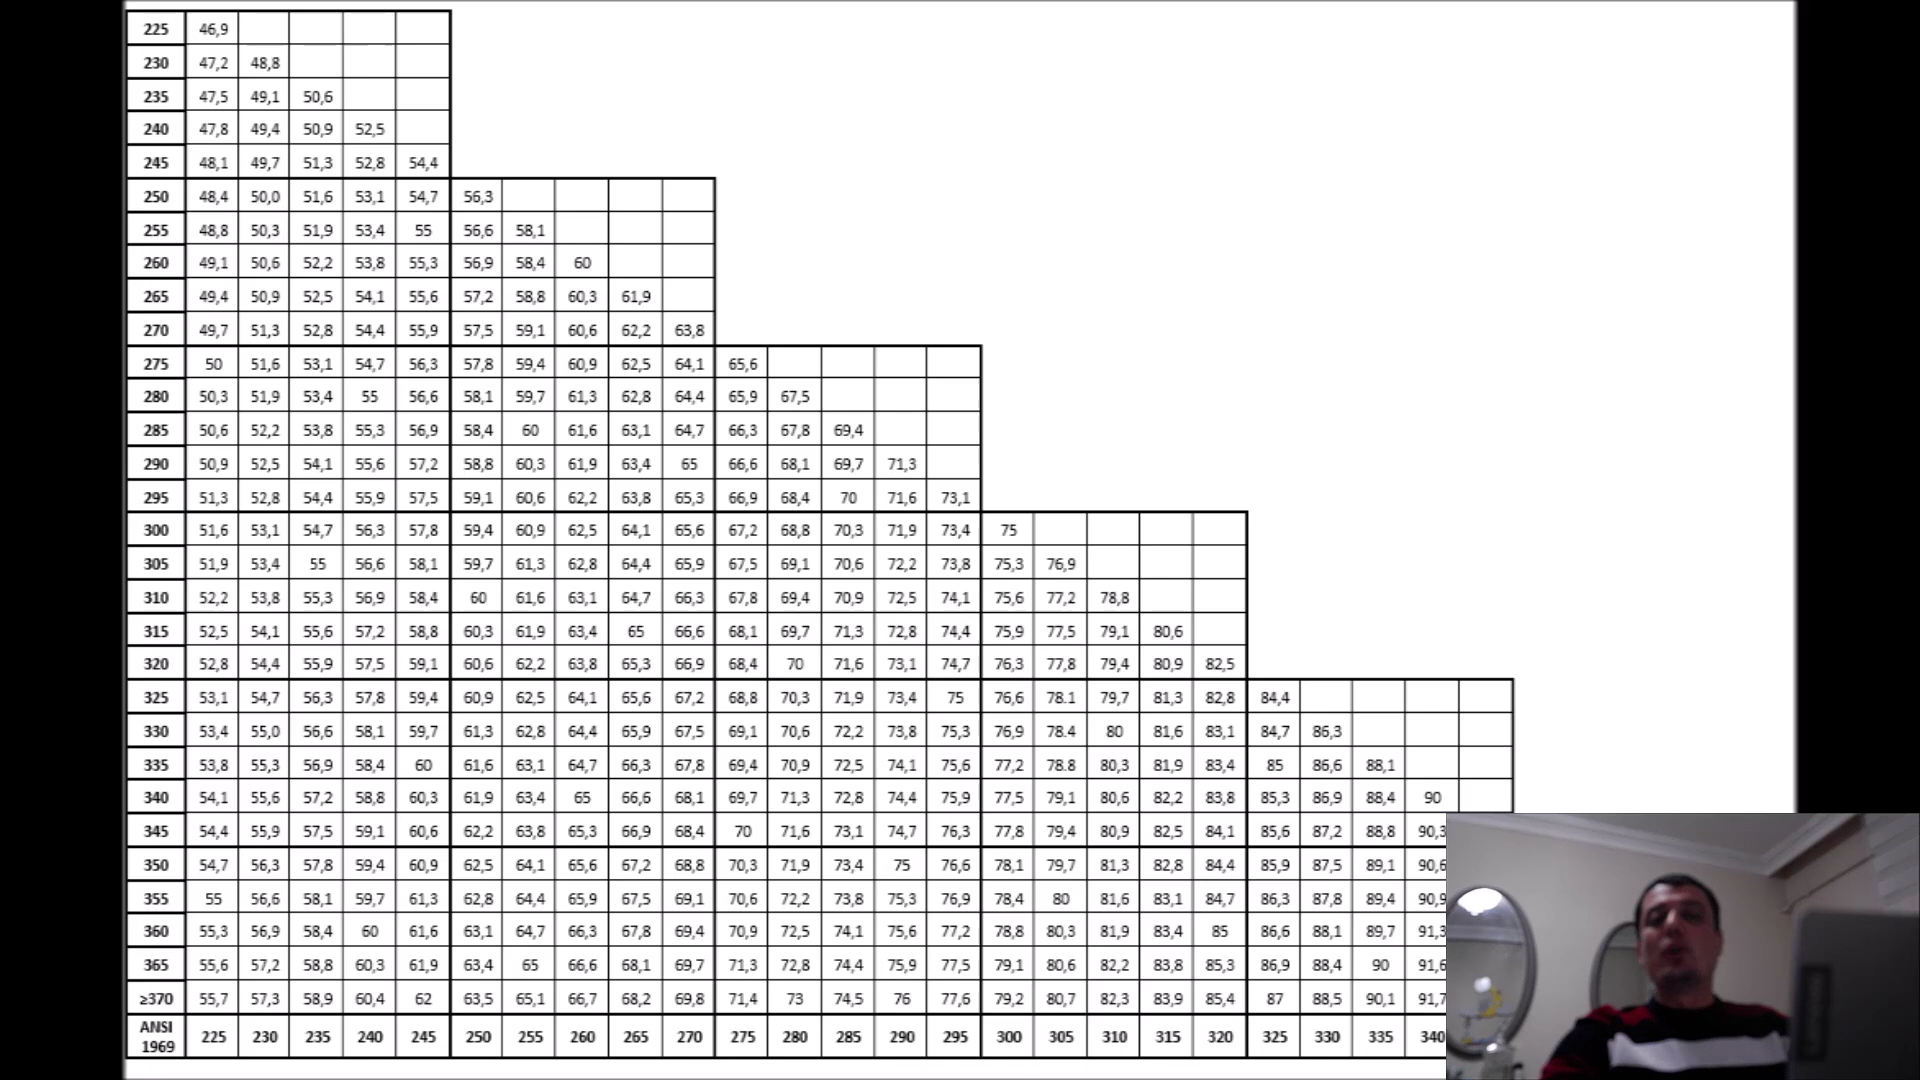 225 46,9
230 47,2 48,8
235 47,5 49,1 50,6
240 47,8 49,4 50,9 52,5
245 48,1 49,7 51,3 52,8 54,4
250 48,4 50,0 51,6 53,1 54,7 56,3
255 48,8 50,3 51,9 53,4 55 56,6 58,1
260 49,1 50,6 52,2 53,8 55,3 56,9 58,4 60
265 49,4 50,9 52,5 54,1 55,6 57,2 58,8 60,3 61,9
270 49,7 51,3 52,8 54,4 55,9 57,5 59,1 60,6 62,2 63,8
275 50 51,6 53,1 54,7 56,3 57,8 59,4 60,9 62,5 64,1 65,6
280 50,3 51,9 53,4 55 56,6 58,1 59,7 61,3 62,8 64,4 65,9 67,5
285 50,6 52,2 53,8 55,3 56,9 58,4 60 61,6 63,1 64,7 66,3 67,8 69,4
290 50,9 52,5 54,1 55,6 57,2 58,8 60,3 61,9 63,4 65 66,6 68,1 69,7 71,3
295 51,3 52,8 54,4 55,9 57,5 59,1 60,6 62,2 63,8 65,3 66,9 68,4 70 71,6 73,1
300 51,6 53,1 54,7 56,3 57,8 59,4 60,9 62,5 64,1 65,6 67,2 68,8 70,3 71,9 73,4 75
305 51,9 53,4 55 56,6 58,1 59,7 61,3 62,8 64,4 65,9 67,5 69,1 70,6 72,2 73,8 75,3 76,9
310 52,2 53,8 55,3 56,9 58,4 60 61,6 63,1 64,7 66,3 67,8 69,4 70,9 72,5 74,1 75,6 77,2 78,8
315 52,5 54,1 55,6 57,2 58,8 60,3 61,9 63,4 65 66,6 68,1 69,7 71,3 72,8 74,4 75,9 77,5 79,1 80,6
320 52,8 54,4 55,9 57,5 59,1 60,6 62,2 63,8 65,3 66,9 68,4 70 71,6 73,1 74,7 76,3 77,8 79,4 80,9 82,5
325 53,1 54,7 56,3 57,8 59,4 60,9 62,5 64,1 65,6 67,2 68,8 70,3 71,9 73,4 75 76,6 78.1 79,7 81,3 82,8 84,4
330 53,4 55,0 56,6 58,1 59,7 61,3 62,8 64,4 65,9 67,5 69,1 70,6 72,2 73,8 75,3 76,9 78.4 80 81,6 83,1 84,7 86,3
335 53,8 55,3 56,9 58,4 60 61,6 63,1 64,7 66,3 67,8 69,4 70,9 72,5 74,1 75,6 77,2 78.8 80,3 81,9 83,4 85 86,6 88,1
340 54,1 55,6 57,2 58,8 60,3 61,9 63,4 65 66,6 68,1 69,7 71,3 72,8 74,4 75,9 77,5 79,1 80,6 82,2 83,8 85,3 86,9 88,4 90
345 54,4 55,9 57,5 59,1 60,6 62,2 63,8 65,3 66,9 68,4 70 71,6 73,1 74,7 76,3 77,8 79,4 80,9 82,5 84,1 85,6 87,2 88,8 90,3
350 54,7 56,3 57,8 59,4 60,9 62,5 64,1 65,6 67,2 68,8 70,3 71,9 73,4 75 76,6 78,1 79,7 81,3 82,8 84,4 85,9 87,5 89,1 90,6
355 55 56,6 58,1 59,7 61,3 62,8 64,4 65,9 67,5 69,1 70,6 72,2 73,8 75,3 76,9 78,4 80 81,6 83,1 84,7 86,3 87,8 89,4 90,9
360 55,3 56,9 58,4 60 61,6 63,1 64,7 66,3 67,8 69,4 70,9 72,5 74,1 75,6 77,2 78,8 80,3 81,9 83,4 85 86,6 88,1 89,7 91,3
365 55,6 57,2 58,8 60,3 61,9 63,4 65 66,6 68,1 69,7 71,3 72,8 74,4 75,9 77,5 79,1 80,6 82,2 83,8 85,3 86,9 88,4 90 91,6
≥370 55,7 57,3 58,9 60,4 62 63,5 65,1 66,7 68,2 69,8 71,4 73 74,5 76 77,6 79,2 80,7 82,3 83,9 85,4 87 88,5 90,1 91,7
ANSI
1969 225 230 235 240 245 250 255 260 265 270 275 280 285 290 295 300 305 310 315 320 325 330 335 340